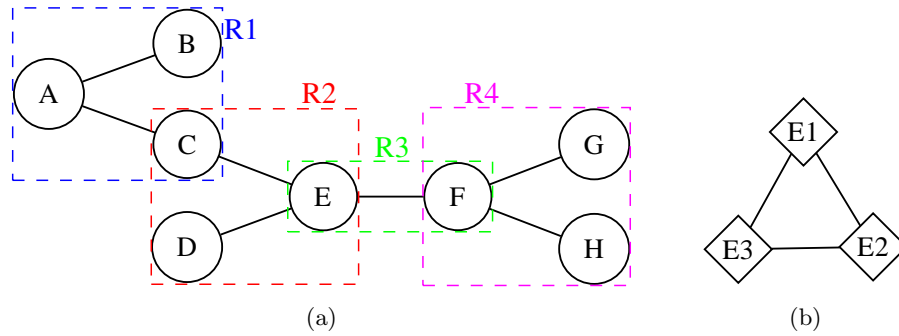 B R1
A
R2 R4
C G E1
R3
E F
D H E3 E2
(a) (b)